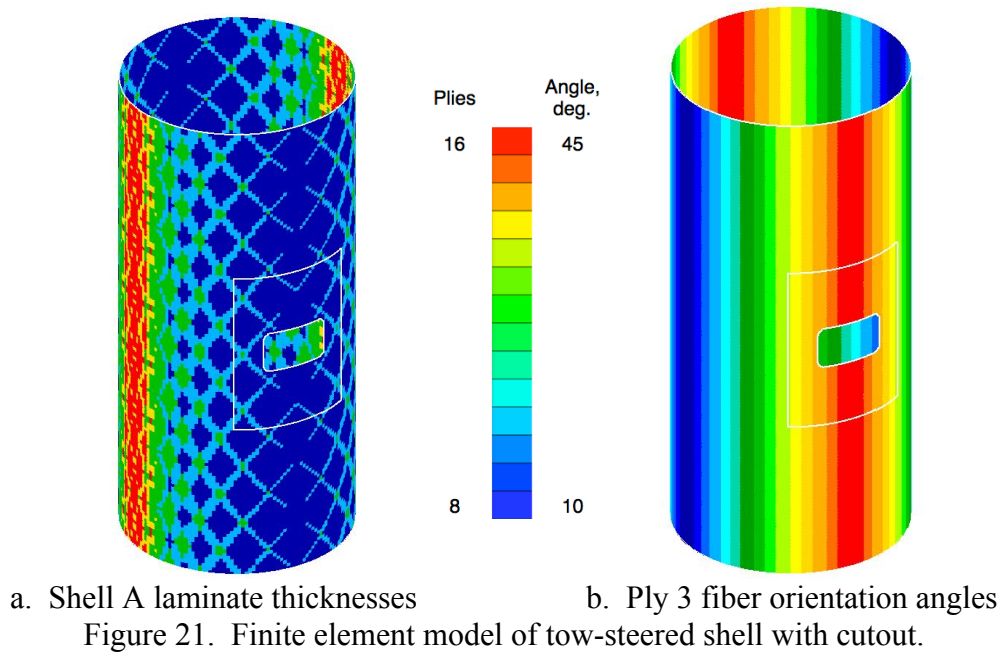 Plies
Angle,
deg.
16
45
8
10
a. Shell A laminate thicknesses
b. Ply 3 fiber orientation angles
Figure 21. Finite element model of tow-steered shell with cutout.